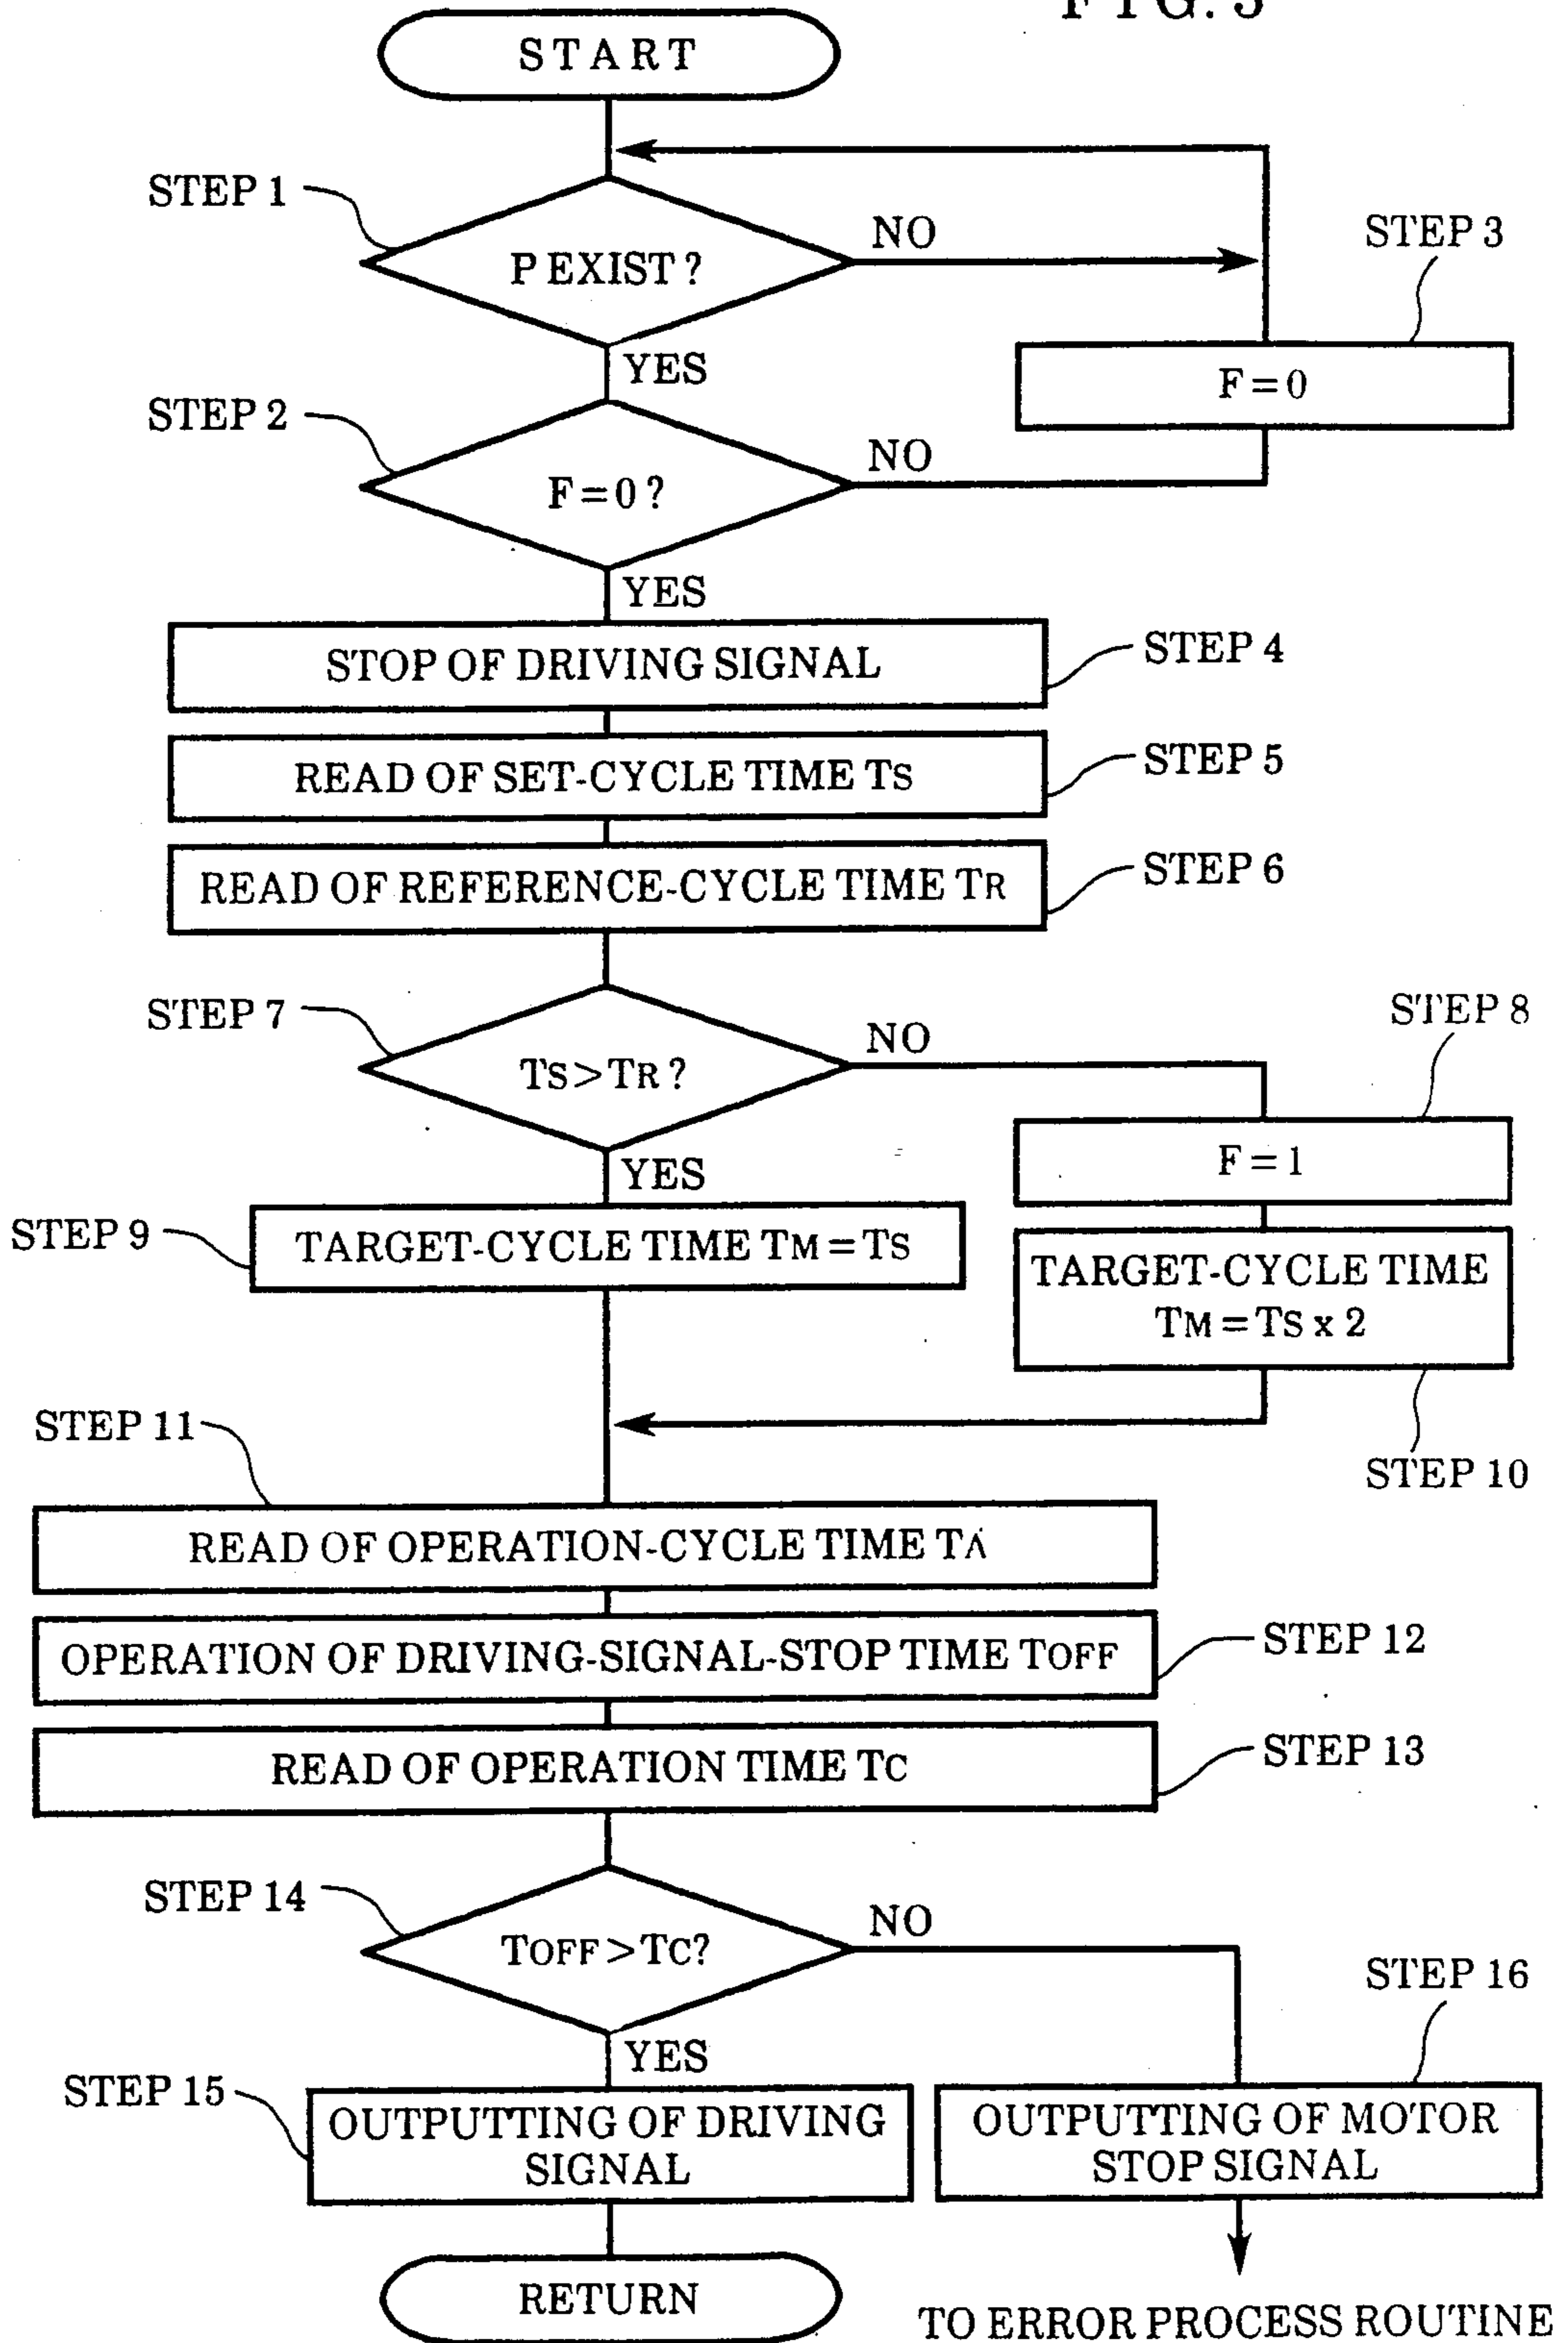 FIG. 5
START
STEP 1
P EXIST?
NO
STEP 3
F=0
YES
STEP 2
F=0?
NO
YES
STOP OF DRIVING SIGNAL
STEP 4
READ OF SET-CYCLE TIME TS
STEP 5
READ OF REFERENCE-CYCLE TIME TR
STEP 6
STEP 7
TS>TR?
NO
STEP 8
F=1
YES
STEP 9
TARGET-CYCLE TIME TM=TS
TARGET-CYCLE TIME
TM=TS x 2
STEP 10
STEP 11
READ OF OPERATION-CYCLE TIME TA
OPERATION OF DRIVING-SIGNAL-STOP TIME TOFF
STEP 12
READ OF OPERATION TIME TC
STEP 13
STEP 14
TOFF>TC?
NO
STEP 16
YES
STEP 15
OUTPUTTING OF DRIVING
SIGNAL
OUTPUTTING OF MOTOR
STOP SIGNAL
RETURN
TO ERROR PROCESS ROUTINE